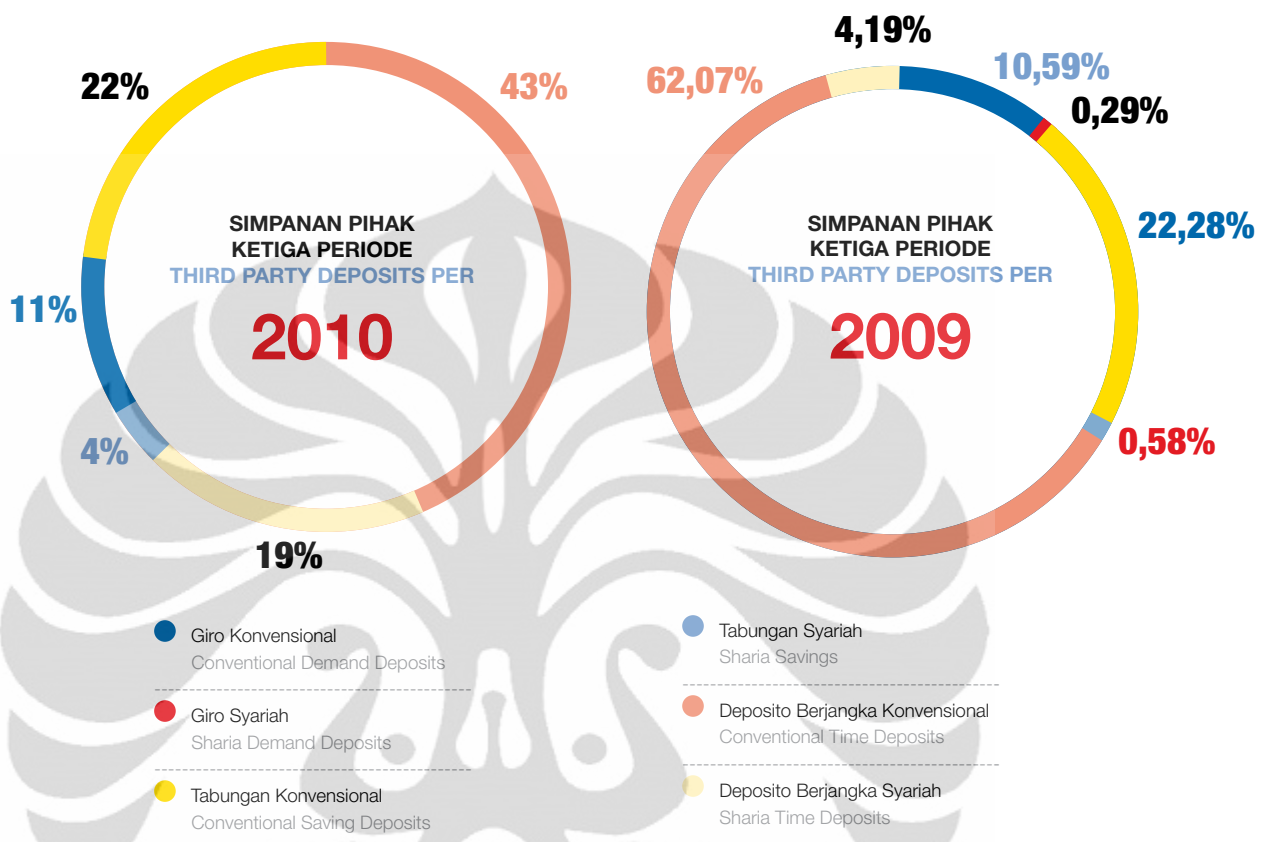 22%
43%
SIMPANAN PIHAK
KETIGA PERIODE
THIRD PARTY DEPOSITS PER
2010
11%
4%
19%
4,19%
62,07%
10,59%
0,29%
SIMPANAN PIHAK
KETIGA PERIODE
THIRD PARTY DEPOSITS PER
2009
22,28%
0,58%
Giro Konvensional
Conventional Demand Deposits
Giro Syariah
Sharia Demand Deposits
Tabungan Konvensional
Conventional Saving Deposits
Tabungan Syariah
Sharia Savings
Deposito Berjangka Konvensional
Conventional Time Deposits
Deposito Berjangka Syariah
Sharia Time Deposits